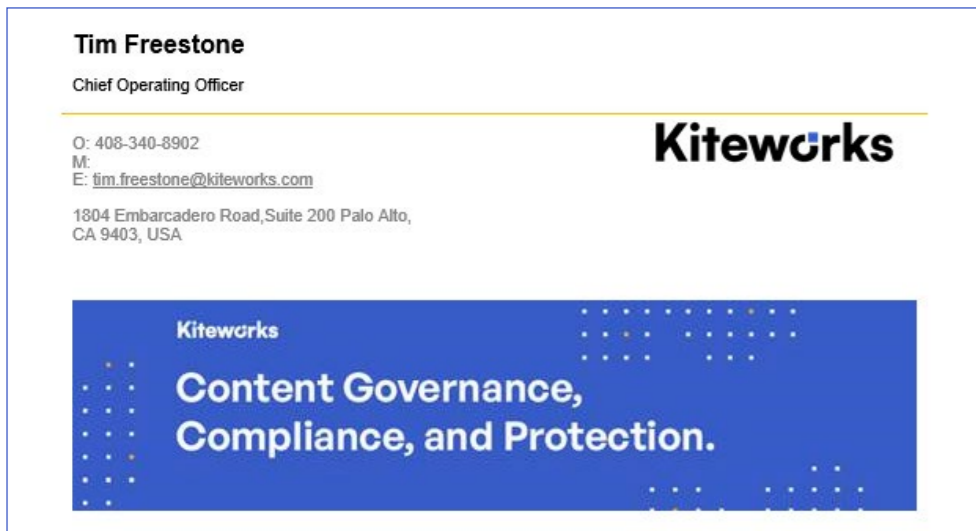 Tim Freestone
Chief Operating Officer
O: 408-340-8902
M:
E: tim.freestone@kiteworks.com
1804 Embarcadero Road,Suite 200 Palo Alto,
CA 9403, USA
Kiteworks
Kiteworks
Content Governance,
Compliance, and Protection.